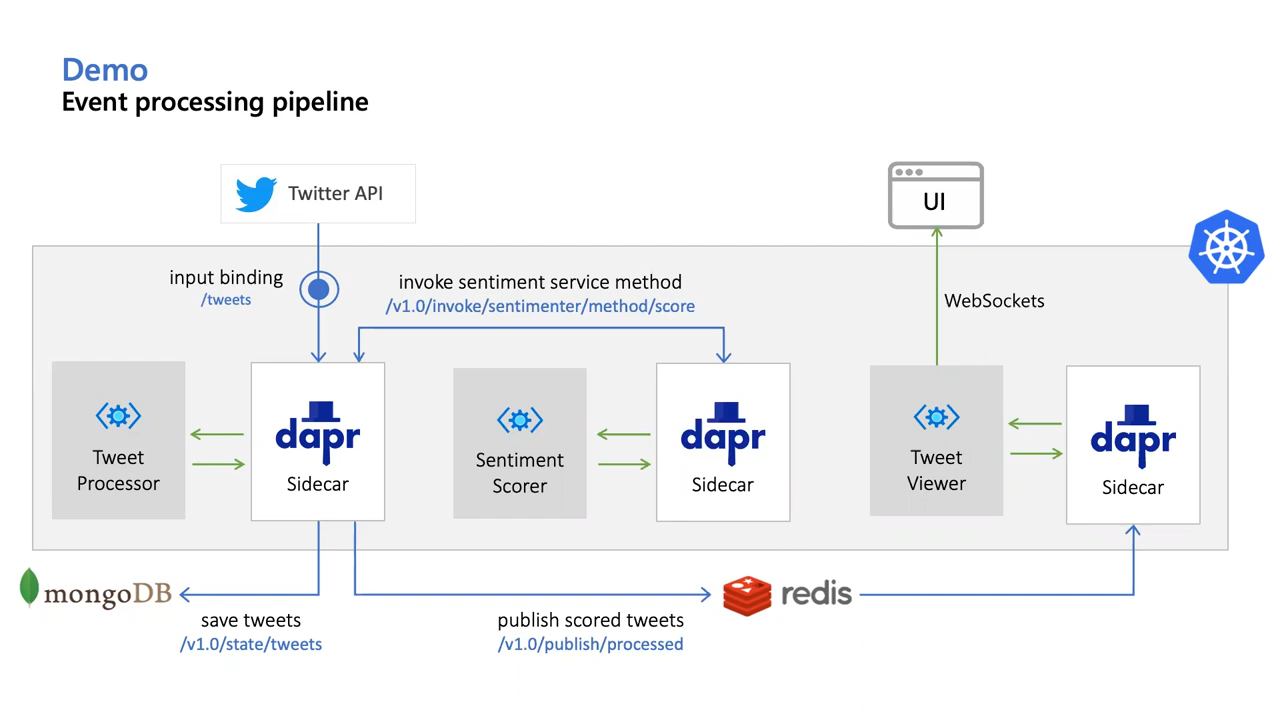 Demo
Event processing pipeline
Twitter API
UI
input binding
/tweets
invoke sentiment service method
/v1.0/invoke/sentimenter/method/score
WebSockets
Tweet
Processor
dapr
Sidecar
Sentiment
Scorer
dapr
Sidecar
Tweet
Viewer
dapr
Sidecar
mongoDB
redis
save tweets
/v1.0/state/tweets
publish scored tweets
/v1.0/publish/processed